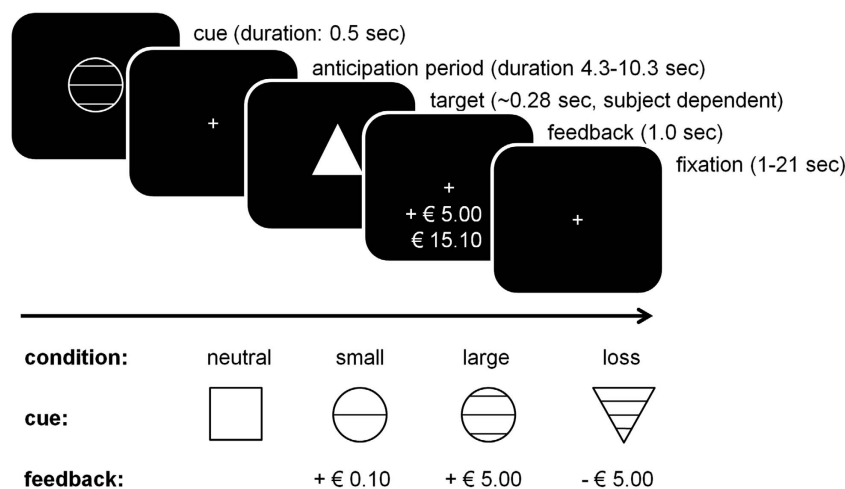 cue (duration: 0.5 sec)
anticipation period (duration 4.3-10.3 sec)
target (~0.28 sec, subject dependent)
feedback (1.0 sec)
fixation (1-21 sec)
+
+
+ € 5.00
€ 15.10
+
condition: neutral small large loss
cue:
feedback: + € 0.10 + € 5.00 - € 5.00